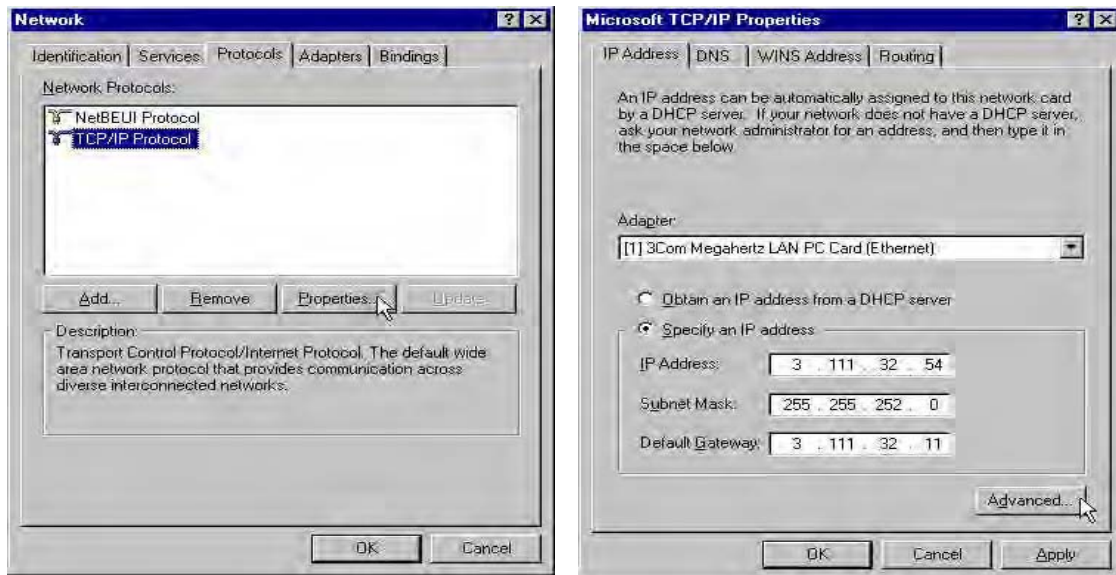 Network
Identification Services Protocols Adapters Bindings
Network Protocols:
NetBEUI Protocol
TCP/IP Protocol
Add... Remove Properties... Update...
Description:
Transport Control Protocol/Internet Protocol. The default wide
area network protocol that provides communication across
diverse interconnected networks.
OK Cancel
Microsoft TCP/IP Properties
IP Address DNS WINS Address Routing
An IP address can be automatically assigned to this network card
by a DHCP server. If your network does not have a DHCP server,
ask your network administrator for an address, and then type it in
the space below.
Adapter:
[1] 3Com Megahertz LAN PC Card (Ethernet)
Obtain an IP address from a DHCP server
Specify an IP address
IP Address: 3 . 111 . 32 . 54
Subnet Mask: 255 . 255 . 252 . 0
Default Gateway: 3 . 111 . 32 . 11
Advanced...
OK Cancel Apply